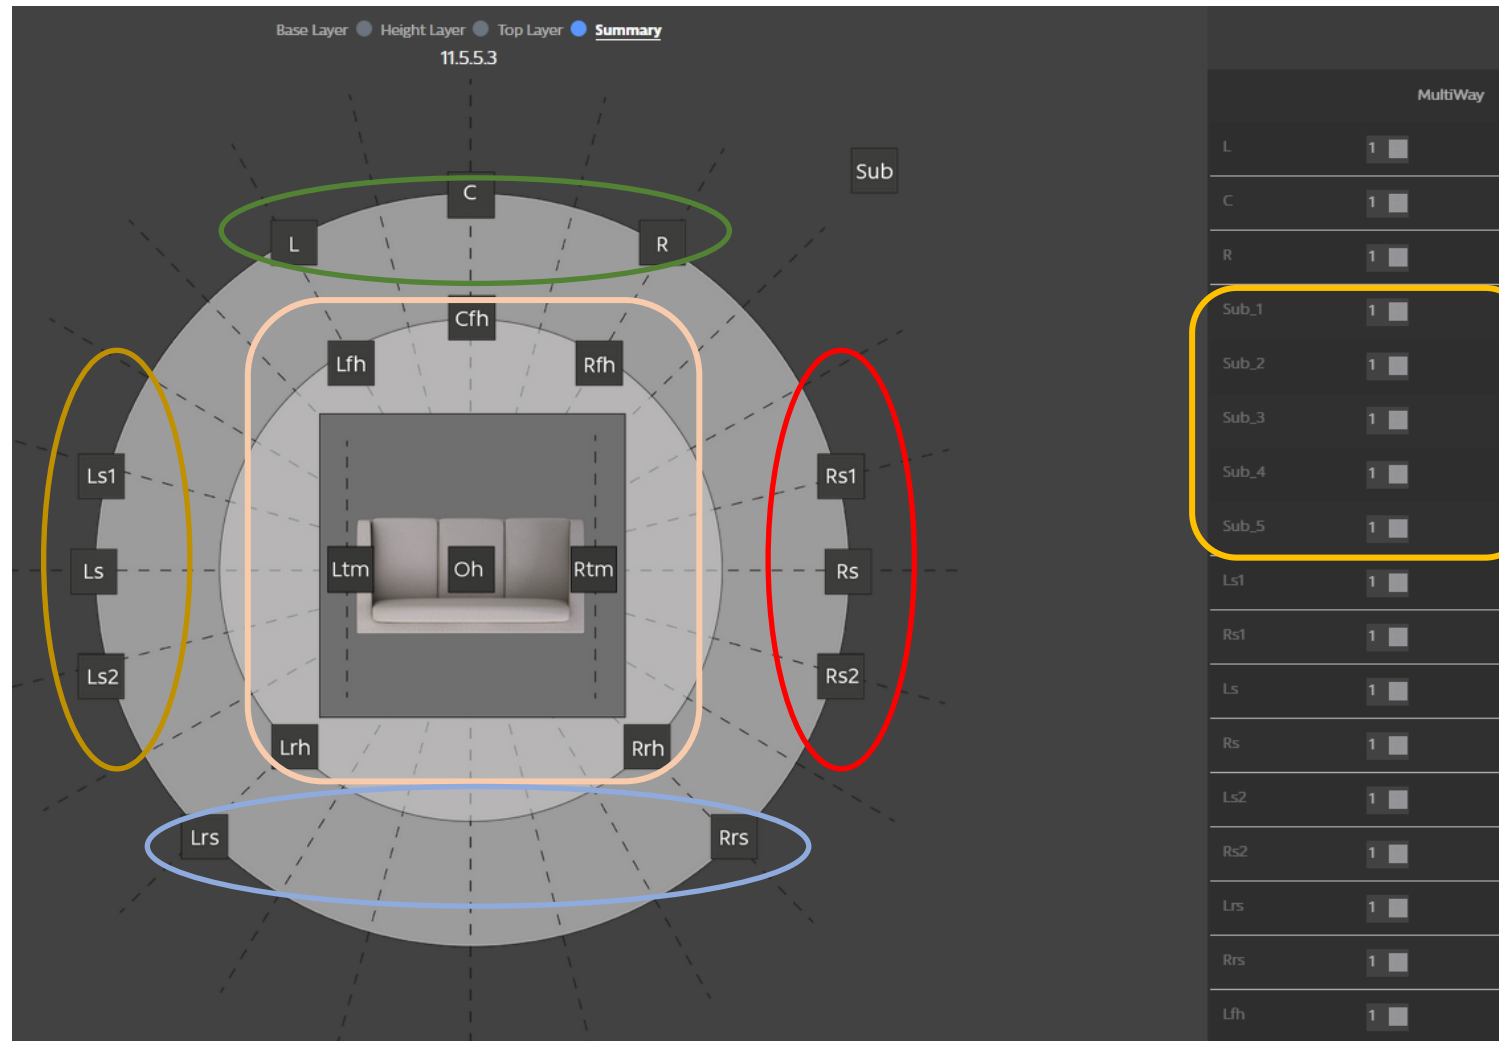 Base Layer Height Layer Top Layer Summary
11.5.5.3
MultiWay
Sub
C
L R
Cfh
Lfh Rfh
Ls1 Rs1
Ls Ltm Oh Rtm Rs
Ls2 Rs2
Lrh Rrh
Lrs Rrs
L 1
C 1
R 1
Sub_1 1
Sub_2 1
Sub_3 1
Sub_4 1
Sub_5 1
Ls1 1
Rs1 1
Ls 1
Rs 1
Ls2 1
Rs2 1
Lrs 1
Rrs 1
Lfh 1